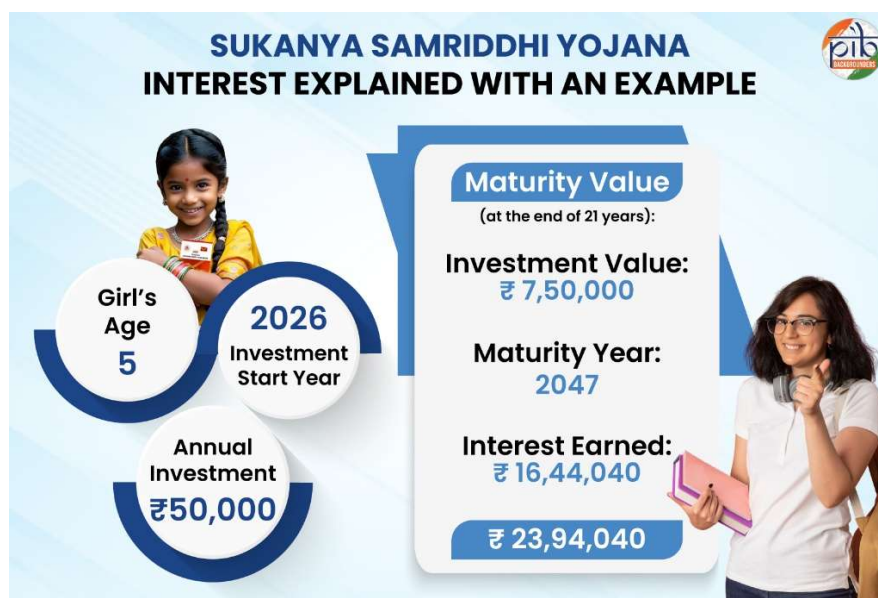 SUKANYA SAMRIDDHI YOJANA
INTEREST EXPLAINED WITH AN EXAMPLE
pib
BACKGROUNDERS
Girl's
Age
5
2026
Investment
Start Year
Annual
Investment
₹50,000
Maturity Value
(at the end of 21 years):
Investment Value:
₹ 7,50,000
Maturity Year:
2047
Interest Earned:
₹ 16,44,040
₹ 23,94,040